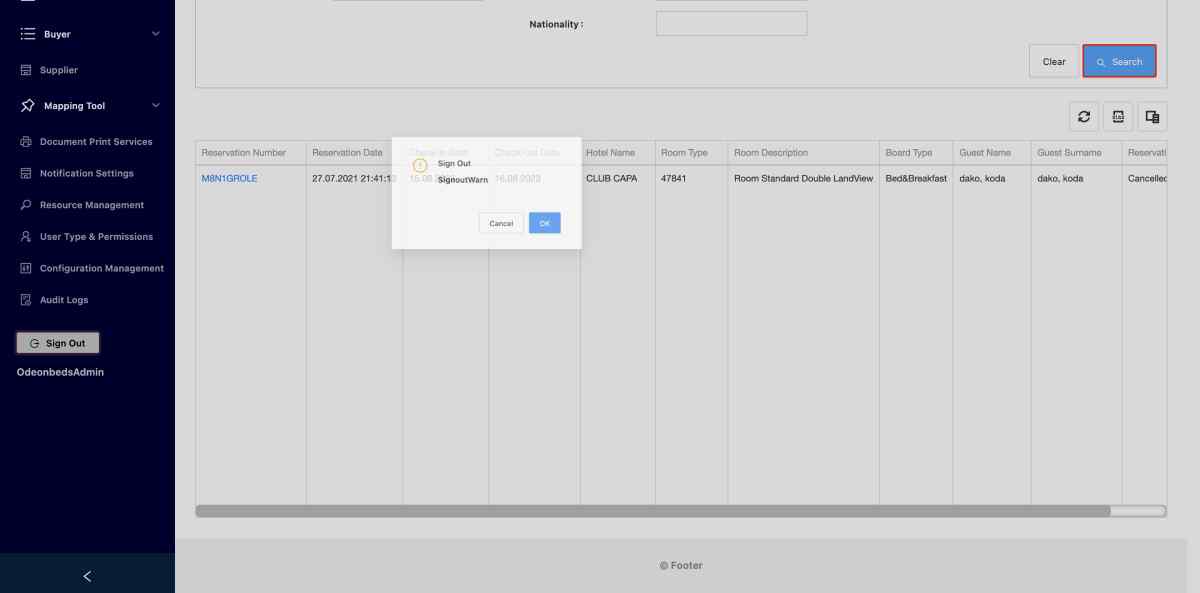 Buyer
Supplier
Mapping Tool
Document Print Services
Notification Settings
Resource Management
User Type & Permissions
Configuration Management
Audit Logs
Sign Out
OdeonbedsAdmin
Nationality :
Clear
Search
Reservation Number Reservation Date Check-in Date Check-out Date Hotel Name Room Type Room Description Board Type Guest Name Guest Surname Reservati
M8N1GROLE 27.07.2021 21:41:13 16.08.2023 CLUB CAPA 47841 Room Standard Double LandView Bed&Breakfast dako, koda dako, koda Cancelled
Sign Out
SignoutWarn
Cancel
OK
© Footer